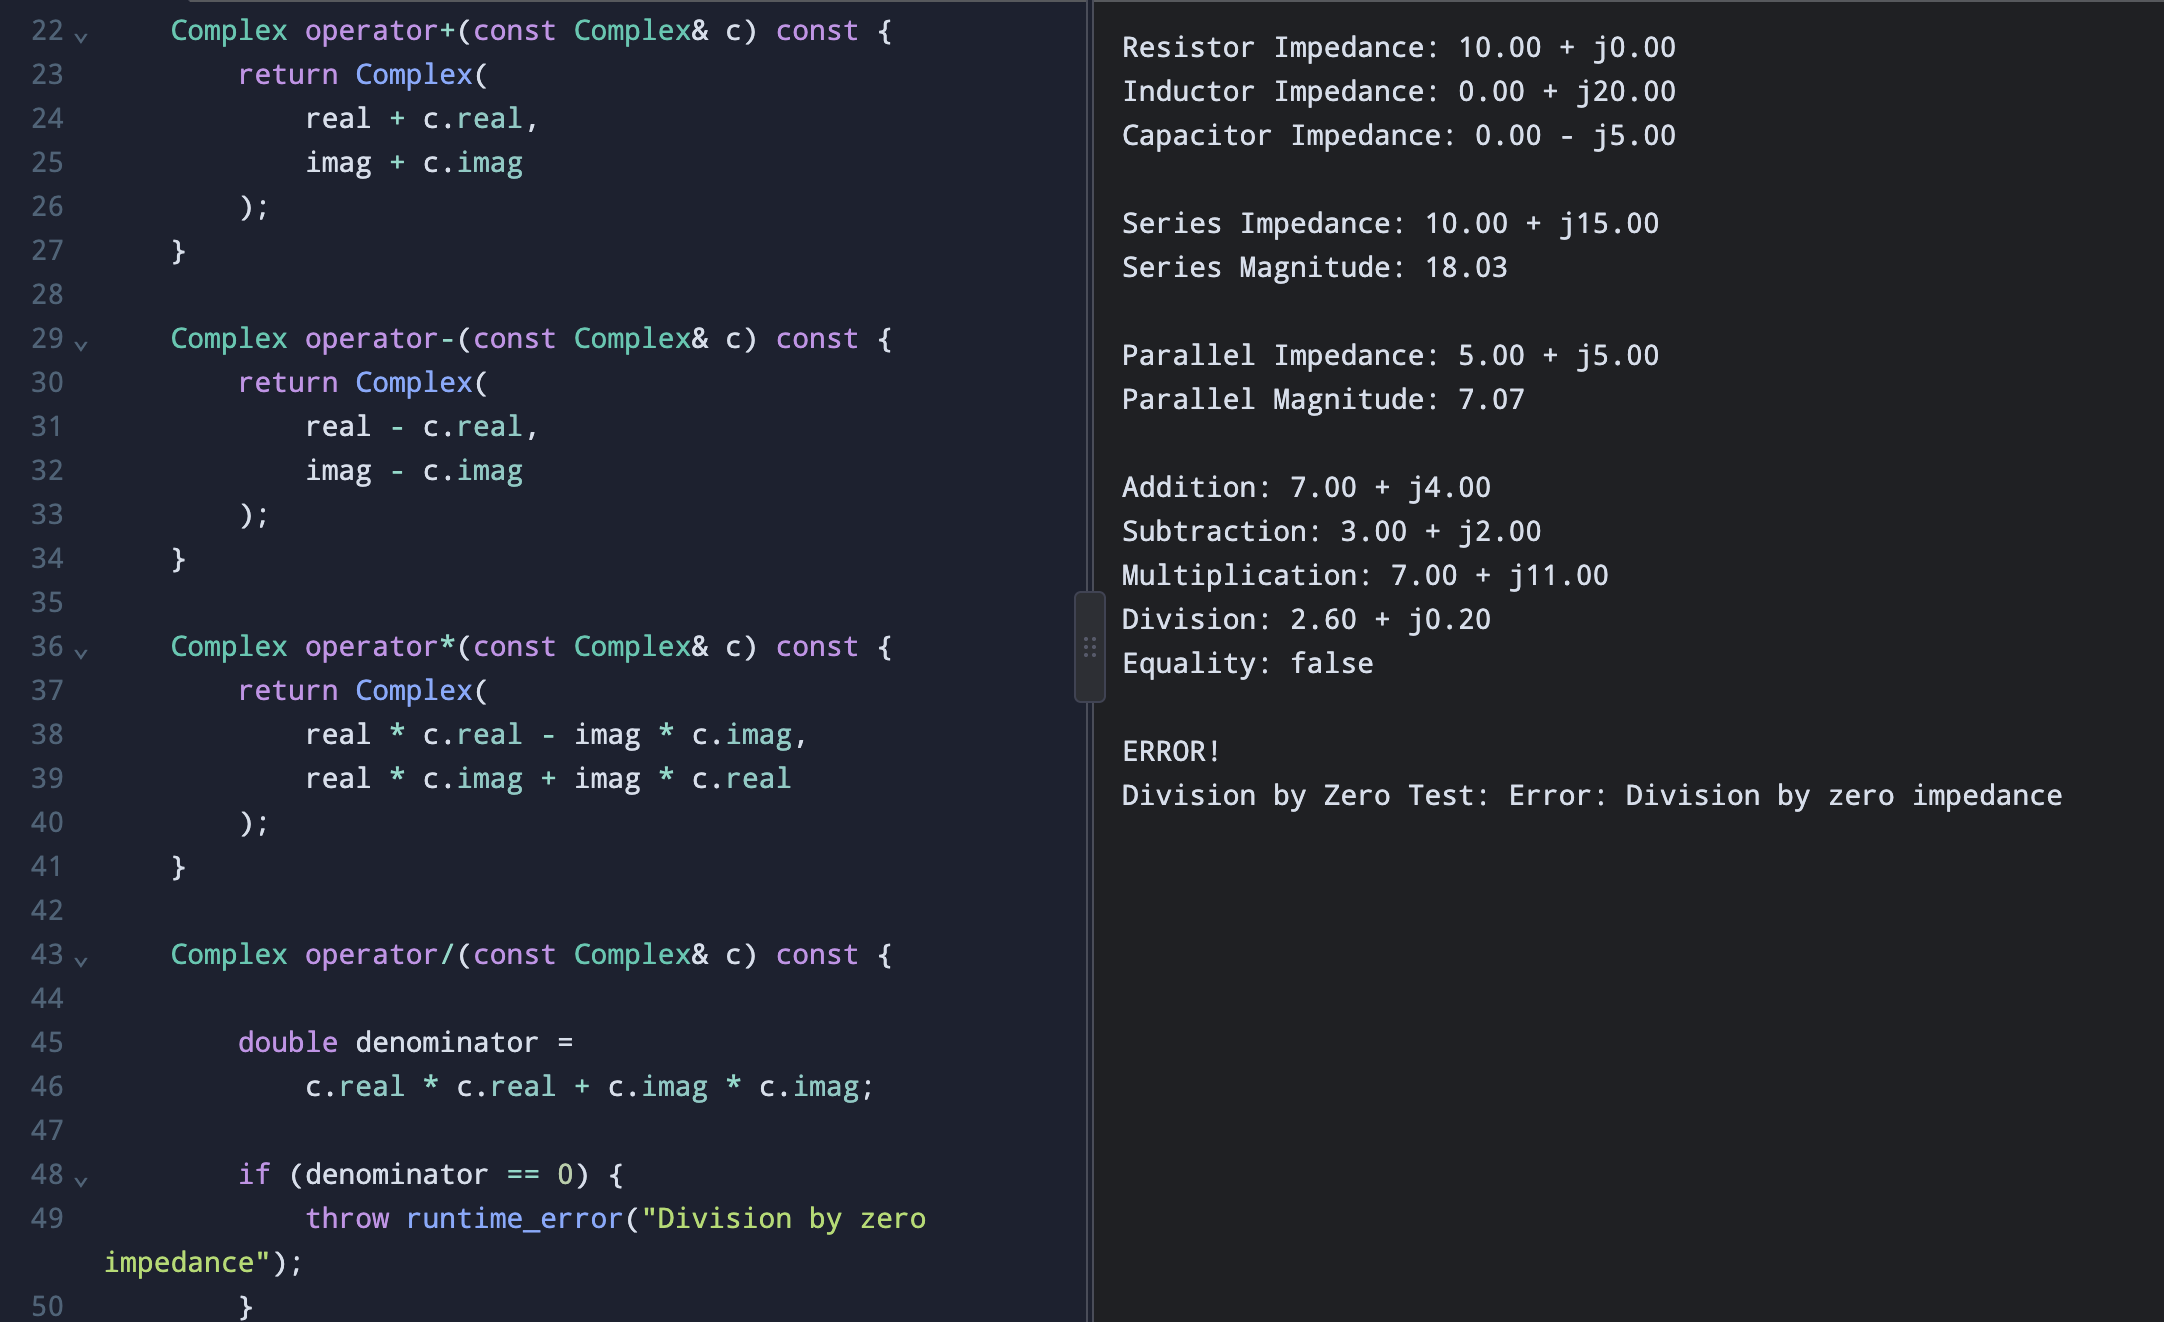 22 Complex operator+(const Complex& c) const {
23 return Complex(
24 real + c.real,
25 imag + c.imag
26 );
27 }
28
29 Complex operator-(const Complex& c) const {
30 return Complex(
31 real - c.real,
32 imag - c.imag
33 );
34 }
35
36 Complex operator*(const Complex& c) const {
37 return Complex(
38 real * c.real - imag * c.imag,
39 real * c.imag + imag * c.real
40 );
41 }
42
43 Complex operator/(const Complex& c) const {
44
45 double denominator =
46 c.real * c.real + c.imag * c.imag;
47
48 if (denominator == 0) {
49 throw runtime_error("Division by zero
impedance");
50 }
Resistor Impedance: 10.00 + j0.00
Inductor Impedance: 0.00 + j20.00
Capacitor Impedance: 0.00 - j5.00
Series Impedance: 10.00 + j15.00
Series Magnitude: 18.03
Parallel Impedance: 5.00 + j5.00
Parallel Magnitude: 7.07
Addition: 7.00 + j4.00
Subtraction: 3.00 + j2.00
Multiplication: 7.00 + j11.00
Division: 2.60 + j0.20
Equality: false
ERROR!
Division by Zero Test: Error: Division by zero impedance